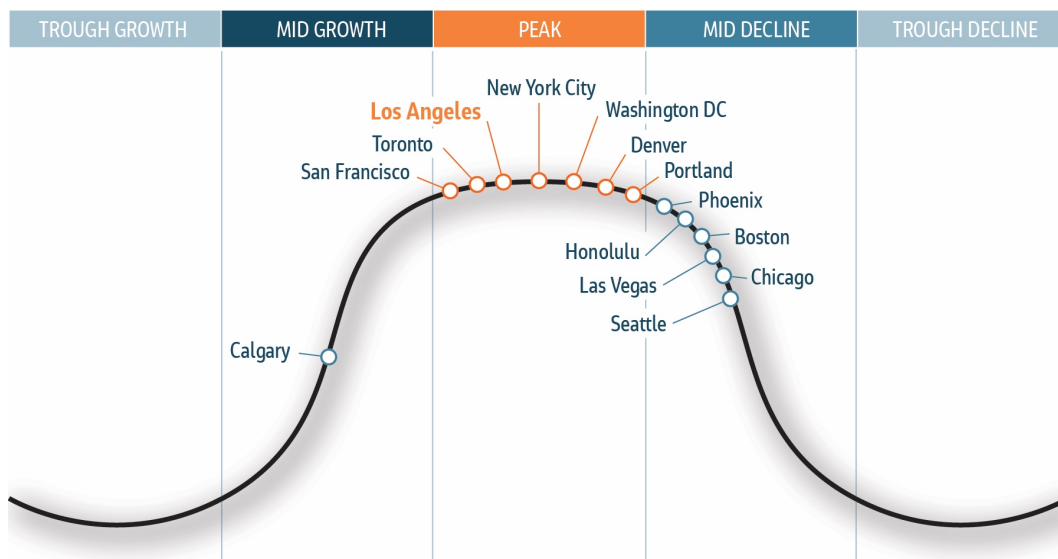 TROUGH GROWTH
MID GROWTH
PEAK
MID DECLINE
TROUGH DECLINE
New York City
Los Angeles
Washington DC
Toronto
Denver
San Francisco
Portland
Phoenix
Honolulu
Boston
Las Vegas
Chicago
Seattle
Calgary